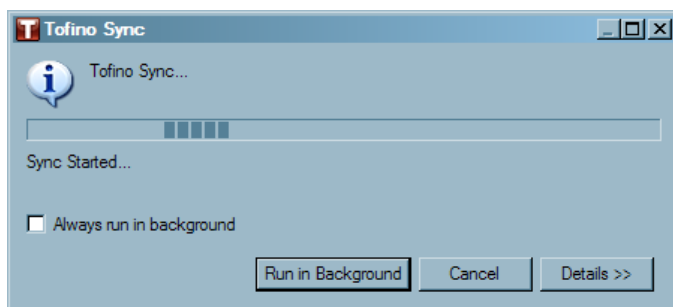 Tofino Sync
Tofino Sync...
Sync Started...
Always run in background
Run in Background Cancel Details >>